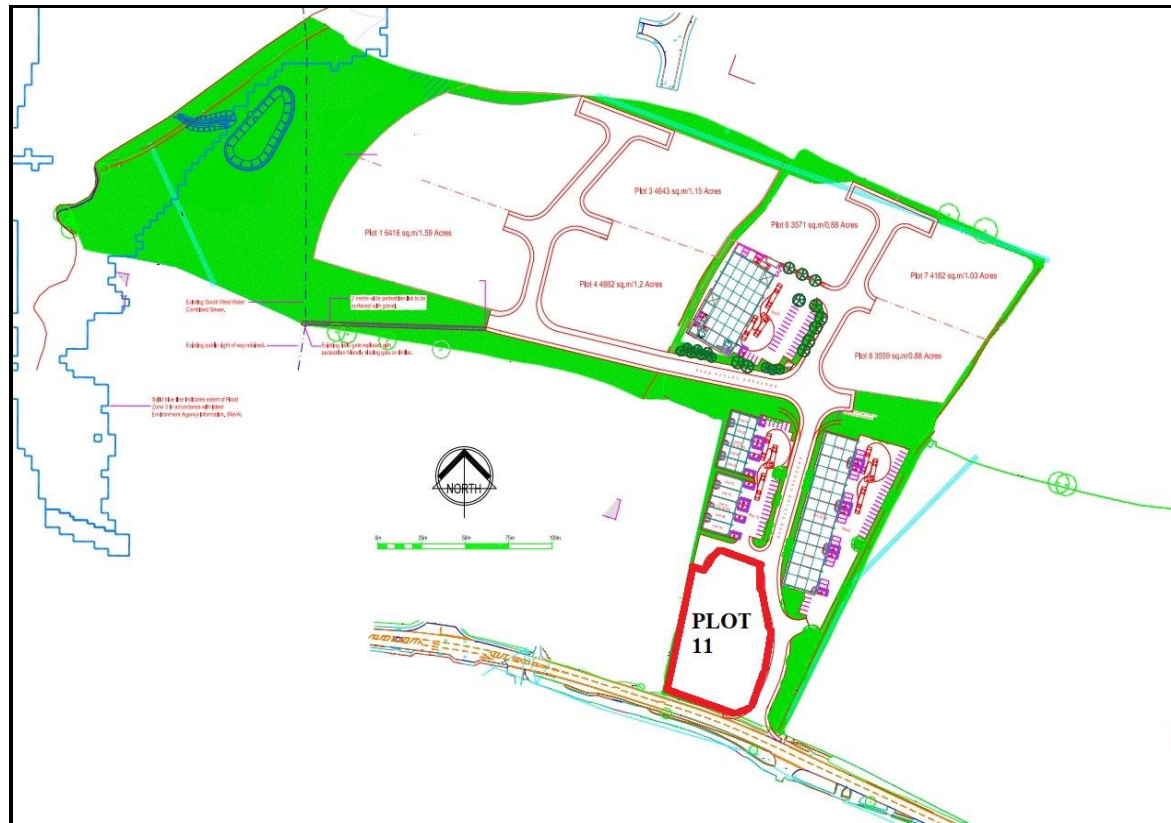 Plot 3 4643 sq.m/1.15 Acres
Plot 6 3571 sq.m/0.88 Acres
Plot 1 6416 sq.m/1.59 Acres
Plot 7 4182 sq.m/1.03 Acres
Plot 4 4862 sq.m/1.2 Acres
Existing South West Water
Combined Sewer.
2 metre wide pedestrian link to be
surfaced with gravel.
Existing public right of way retained.
Existing gate replaced with
pedestrian friendly
gate or similar.
Plot 8 3559 sq.m/0.88 Acres
Solid blue line indicates extent of Flood
Zone 3 in accordance with latest
Environment Agency information. (RevA)
NORTH
0m 25m 50m 75m 100m
PLOT
11